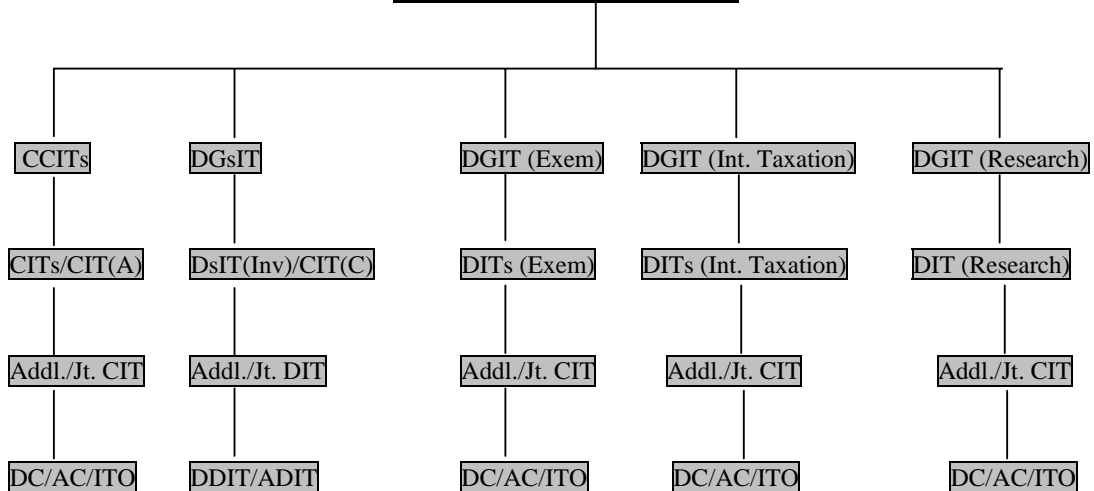 CCITs DGsIT DGIT (Exem) DGIT (Int. Taxation) DGIT (Research)
CITs/CIT(A) DsIT(Inv)/CIT(C) DITs (Exem) DITs (Int. Taxation) DIT (Research)
Addl./Jt. CIT Addl./Jt. DIT Addl./Jt. CIT Addl./Jt. CIT Addl./Jt. CIT
DC/AC/ITO DDIT/ADIT DC/AC/ITO DC/AC/ITO DC/AC/ITO